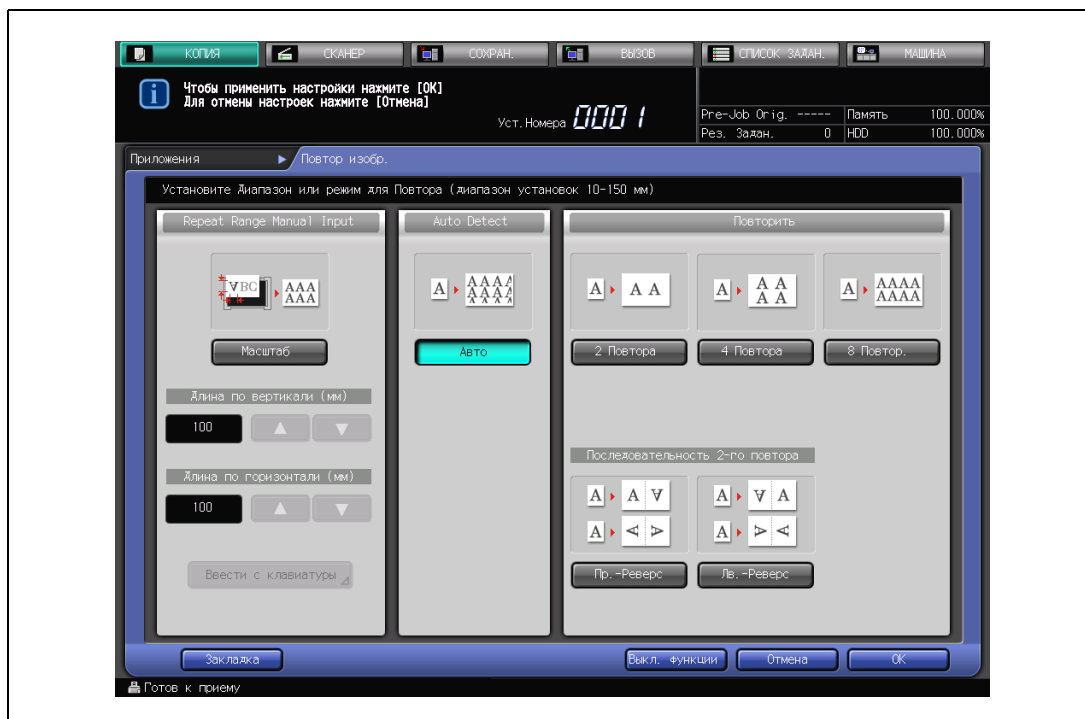 КОПИЯ
СКАНЕР
СОХРАН.
ВЫЗОВ
СПИСОК ЗАДАН.
МАШИНА
Чтобы применить настройки нажмите [OK]
Для отмены настроек нажмите [Отмена]
Уст.Номера 0001
Pre-Job Orig. -----
Память 100.000%
Рез. Задан. 0
HDD 100.000%
Приложения
Повтор изобр.
Установите Диапазон или режим для Повтора (диапазон установок 10-150 мм)
Repeat Range Manual Input
Auto Detect
Повторить
ABC
AAA
AAA
A
AAAA
AAAA
AAAA
A
A A
A
A A
A A
A
AAAA
AAAA
Масштаб
Авто
2 Повтора
4 Повтора
8 Повтор.
Длина по вертикали (мм)
100
Длина по горизонтали (мм)
100
Ввести с клавиатуры
Последовательность 2-го повтора
A A A
A A A
A A A
A A A
Пр.-Реверс
Лв.-Реверс
Закладка
Выкл. функции
Отмена
OK
Готов к приему